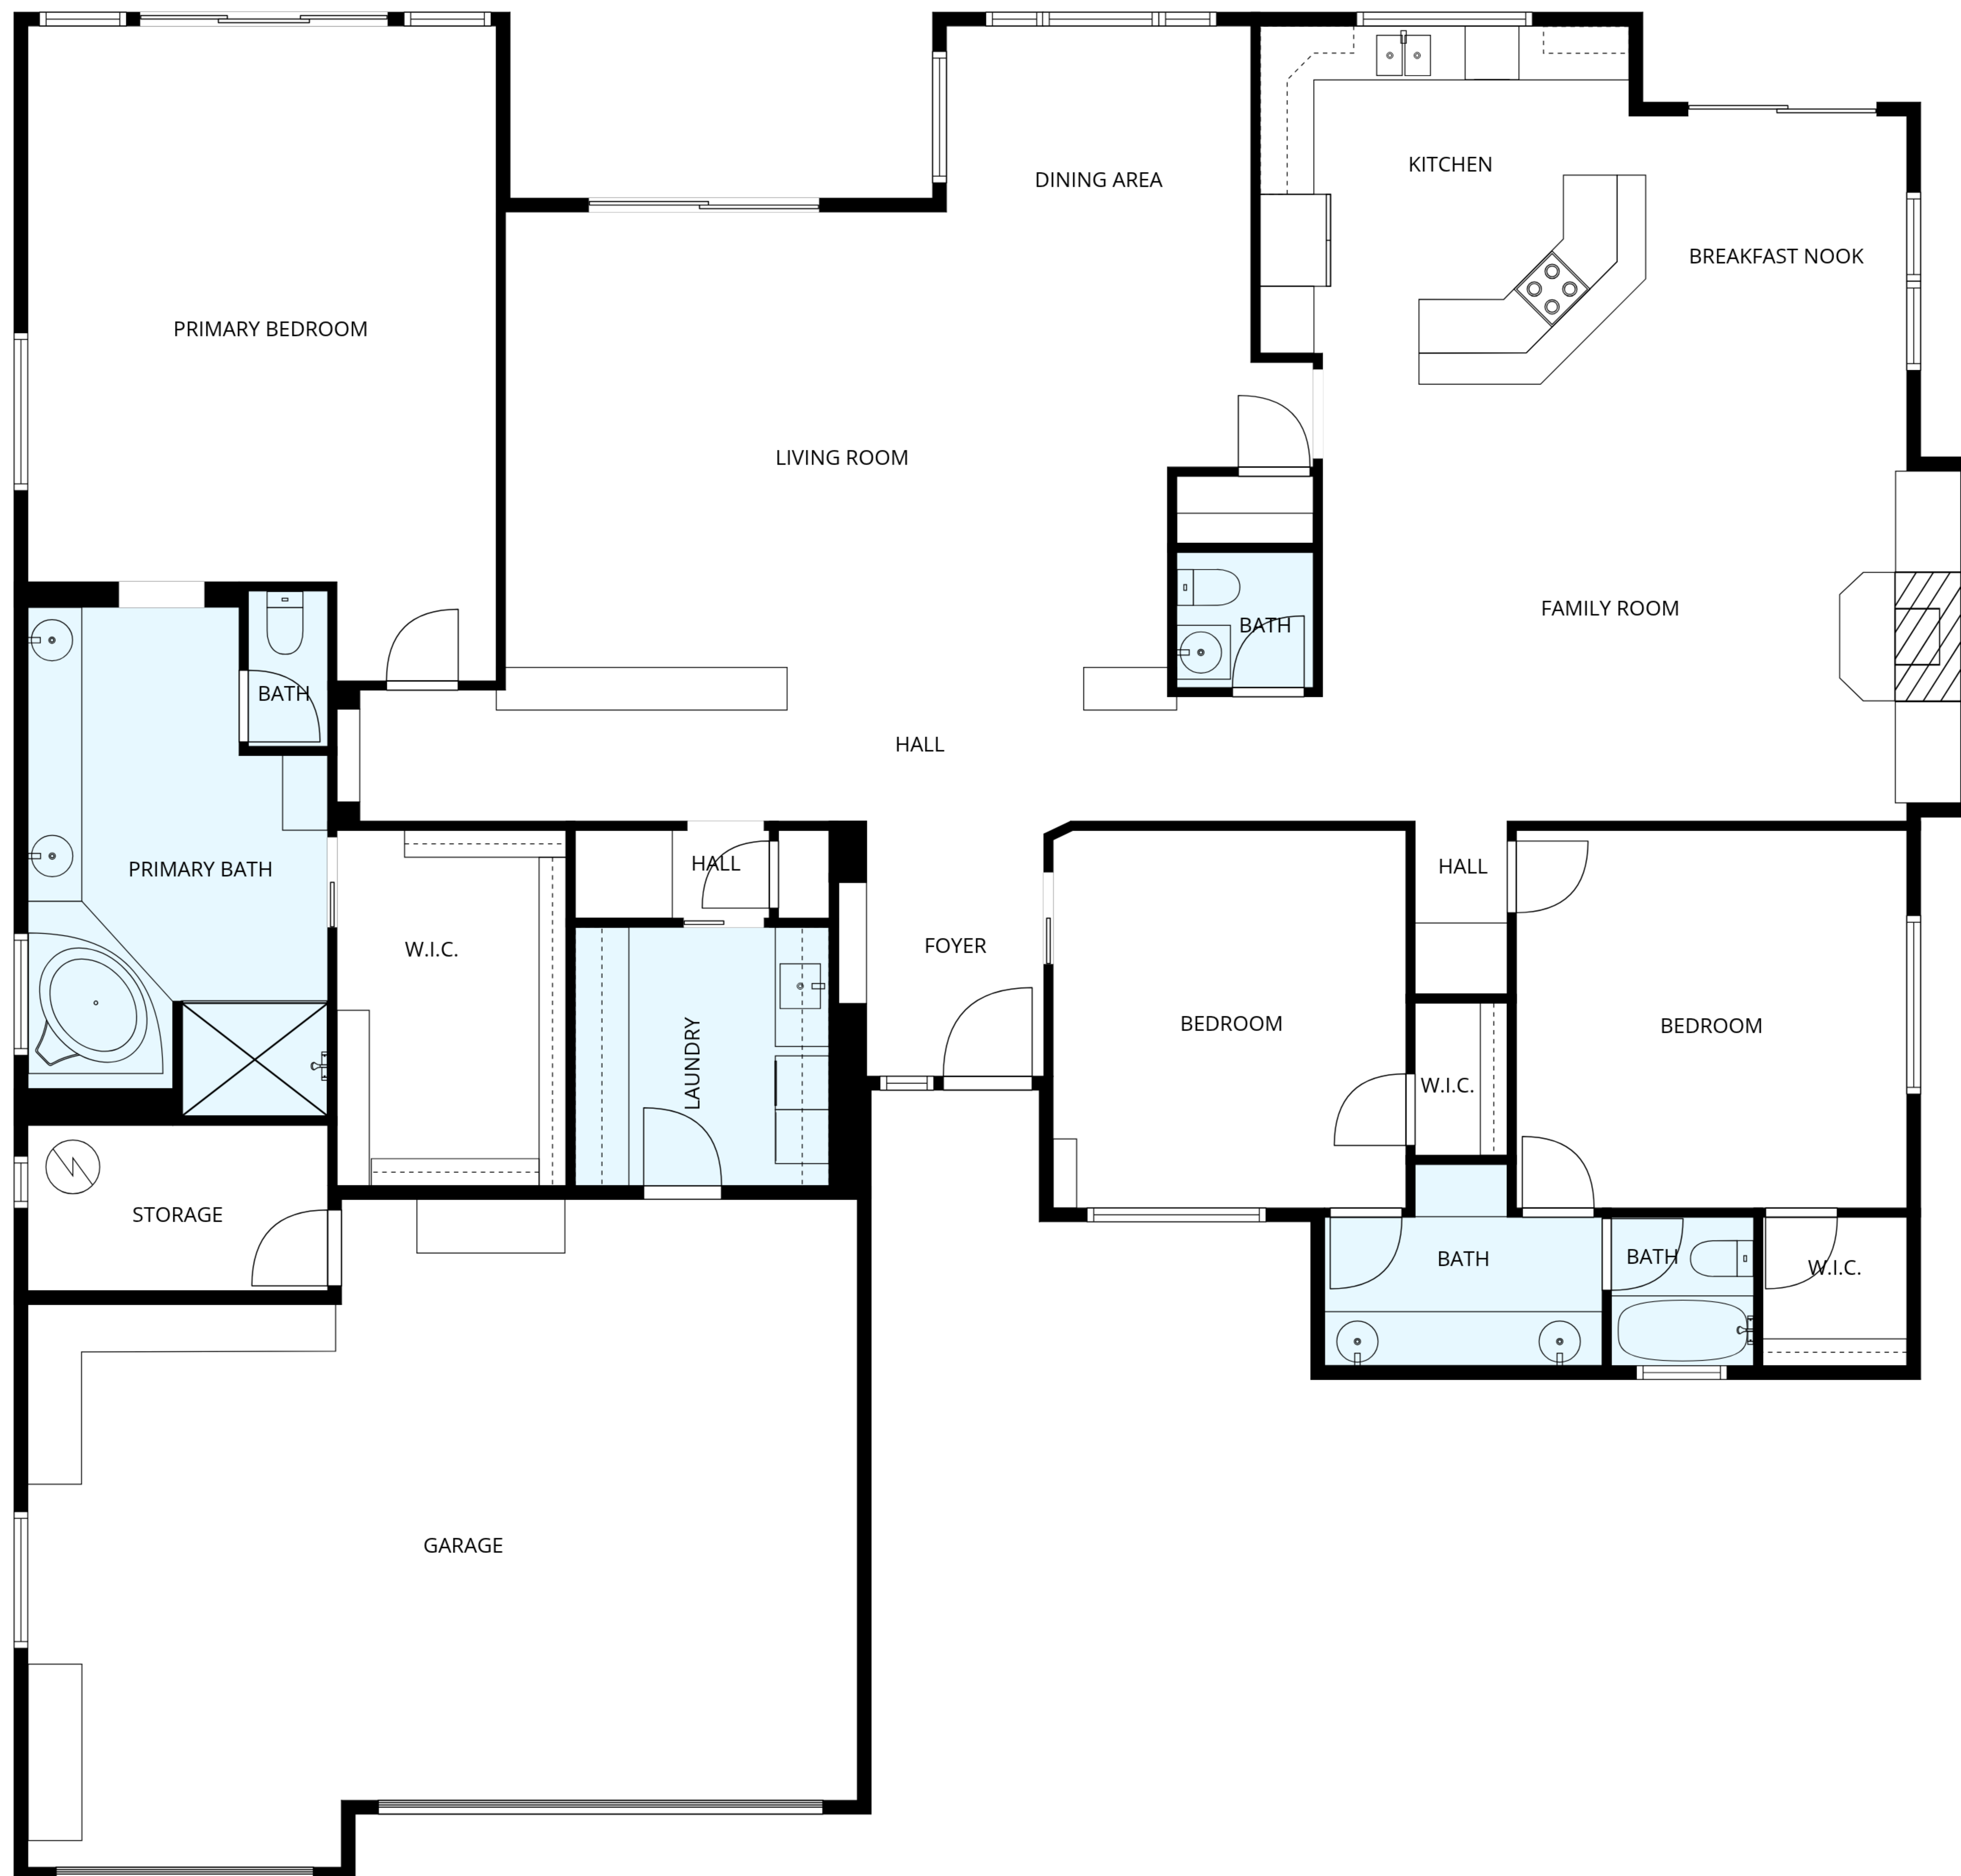 KITCHEN
DINING AREA
BREAKFAST NOOK
PRIMARY BEDROOM
LIVING ROOM
FAMILY ROOM
BATH
BATH
HALL
PRIMARY BATH
HALL
HALL
W.I.C.
FOYER
BEDROOM
BEDROOM
LAUNDRY
W.I.C.
STORAGE
BATH
BATH
W.I.C.
GARAGE